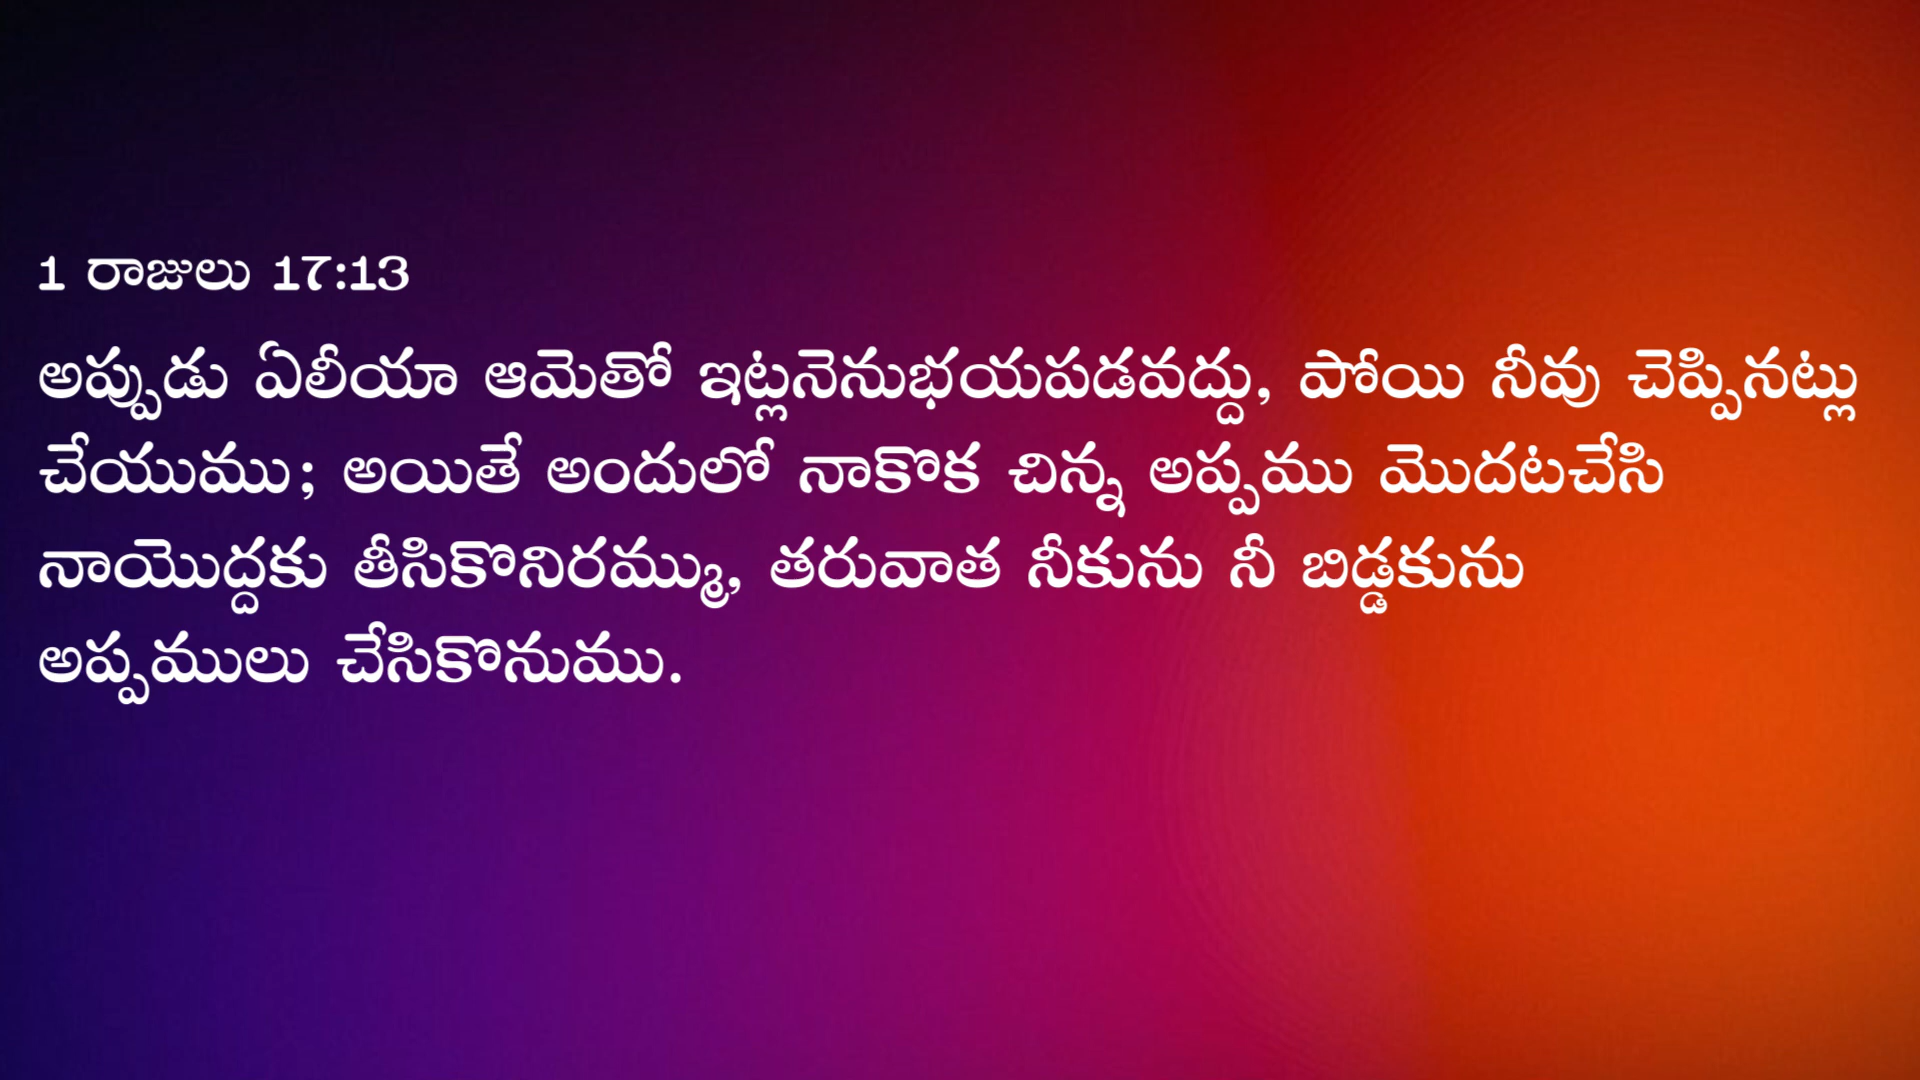 1 రాజులు 17:13
అప్పుడు ఏలీయా ఆమెతో ఇట్లనెనుభయపడవద్దు, పోయి నీవు చెప్పినట్లు
చేయుము; అయితే అందులో నాకొక చిన్న అప్పము మొదటచేసి
నాయొద్దకు తీసికొనిరమ్ము, తరువాత నీకును నీ బిడ్డకును
అప్పములు చేసికొనుము.